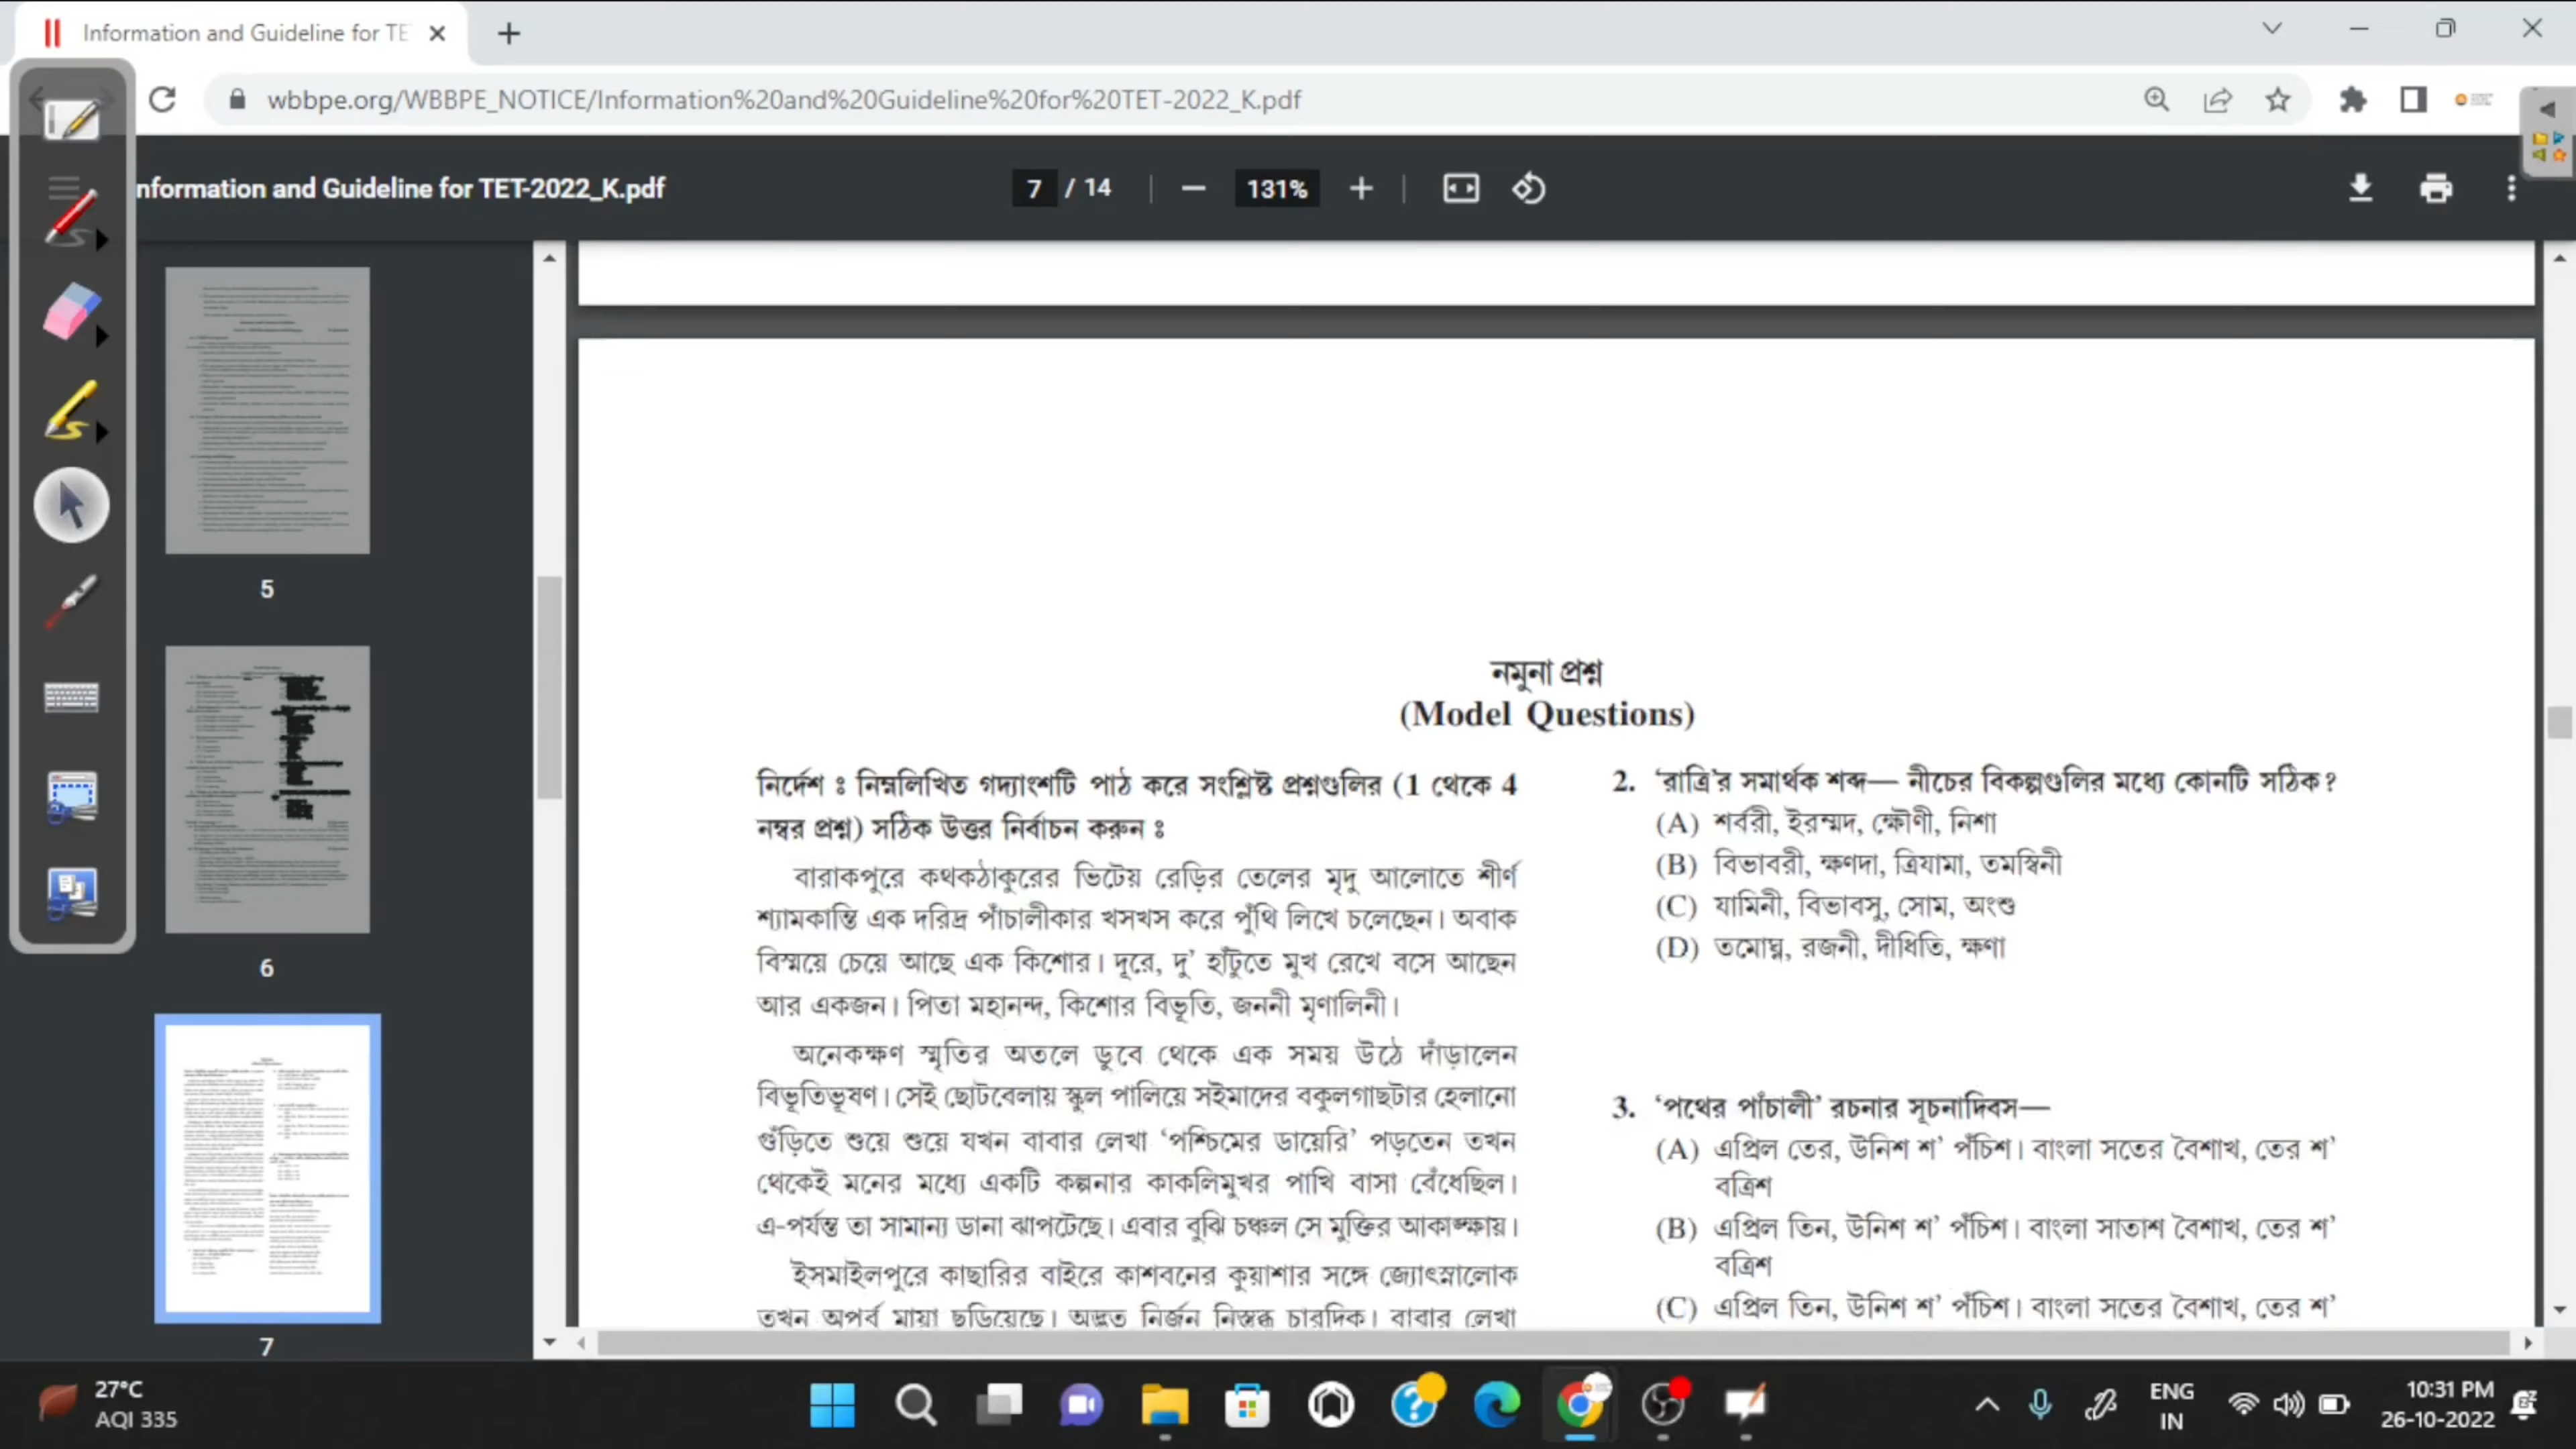 Information and Guideline for TE
wbbpe.org/WBBPE_NOTICE/Information%20and%20Guideline%20for%20TET-2022_K.pdf
nformation and Guideline for TET-2022_K.pdf
7 / 14
131%
5
6
7
নমুনা প্রশ্ন
(Model Questions)
নির্দেশ ঃ নিম্নলিখিত গদ্যাংশটি পাঠ করে সংশ্লিষ্ট প্রশ্নগুলির (1 থেকে 4
নম্বর প্রশ্ন) সঠিক উত্তর নির্বাচন করুন ঃ
বারাকপুরে কথকঠাকুরের ভিটেয় রেড়ির তেলের মৃদু আলোতে শীর্ণ
শ্যামকান্তি এক দরিদ্র পাঁচালীকার খসখস করে পুঁথি লিখে চলেছেন। অবাক
বিস্ময়ে চেয়ে আছে এক কিশোর। দূরে, দু’ হাঁটুতে মুখ রেখে বসে আছেন
আর একজন। পিতা মহানন্দ, কিশোর বিভূতি, জননী মৃণালিনী।
অনেকক্ষণ স্মৃতির অতলে ডুবে থেকে এক সময় উঠে দাঁড়ালেন
বিভূতিভূষণ। সেই ছোটবেলায় স্কুল পালিয়ে সইমাদের বকুলগাছটার হেলানো
গুঁড়িতে শুয়ে শুয়ে যখন বাবার লেখা ‘পশ্চিমের ডায়েরি’ পড়তেন তখন
থেকেই মনের মধ্যে একটি কল্পনার কাকলিমুখর পাখি বাসা বেঁধেছিল।
এ-পর্যন্ত তা সামান্য ডানা ঝাপটেছে। এবার বুঝি চঞ্চল সে মুক্তির আকাঙ্ক্ষায়।
ইসমাইলপুরে কাছারির বাইরে কাশবনের কুয়াশার সঙ্গে জ্যোৎস্নালোক
তখন অপূর্ব মায়া ছড়িয়েছে। অদ্ভুত নির্জন নিস্তব্ধ চারদিক। বাবার লেখা
2. ‘রাত্রি’র সমার্থক শব্দ— নীচের বিকল্পগুলির মধ্যে কোনটি সঠিক?
(A) শর্বরী, ইরম্মদ, ক্ষৌণী, নিশা
(B) বিভাবরী, ক্ষণদা, ত্রিযামা, তমস্বিনী
(C) যামিনী, বিভাবসু, সোম, অংশু
(D) তমোঘ্ন, রজনী, দীধিতি, ক্ষণা
3. ‘পথের পাঁচালী’ রচনার সূচনাদিবস—
(A) এপ্রিল তের, উনিশ শ’ পঁচিশ। বাংলা সতের বৈশাখ, তের শ’
বত্রিশ
(B) এপ্রিল তিন, উনিশ শ’ পঁচিশ। বাংলা সাতাশ বৈশাখ, তের শ’
বত্রিশ
(C) এপ্রিল তিন, উনিশ শ’ পঁচিশ। বাংলা সতের বৈশাখ, তের শ’
27°C
AQI 335
ENG
IN
10:31 PM
26-10-2022